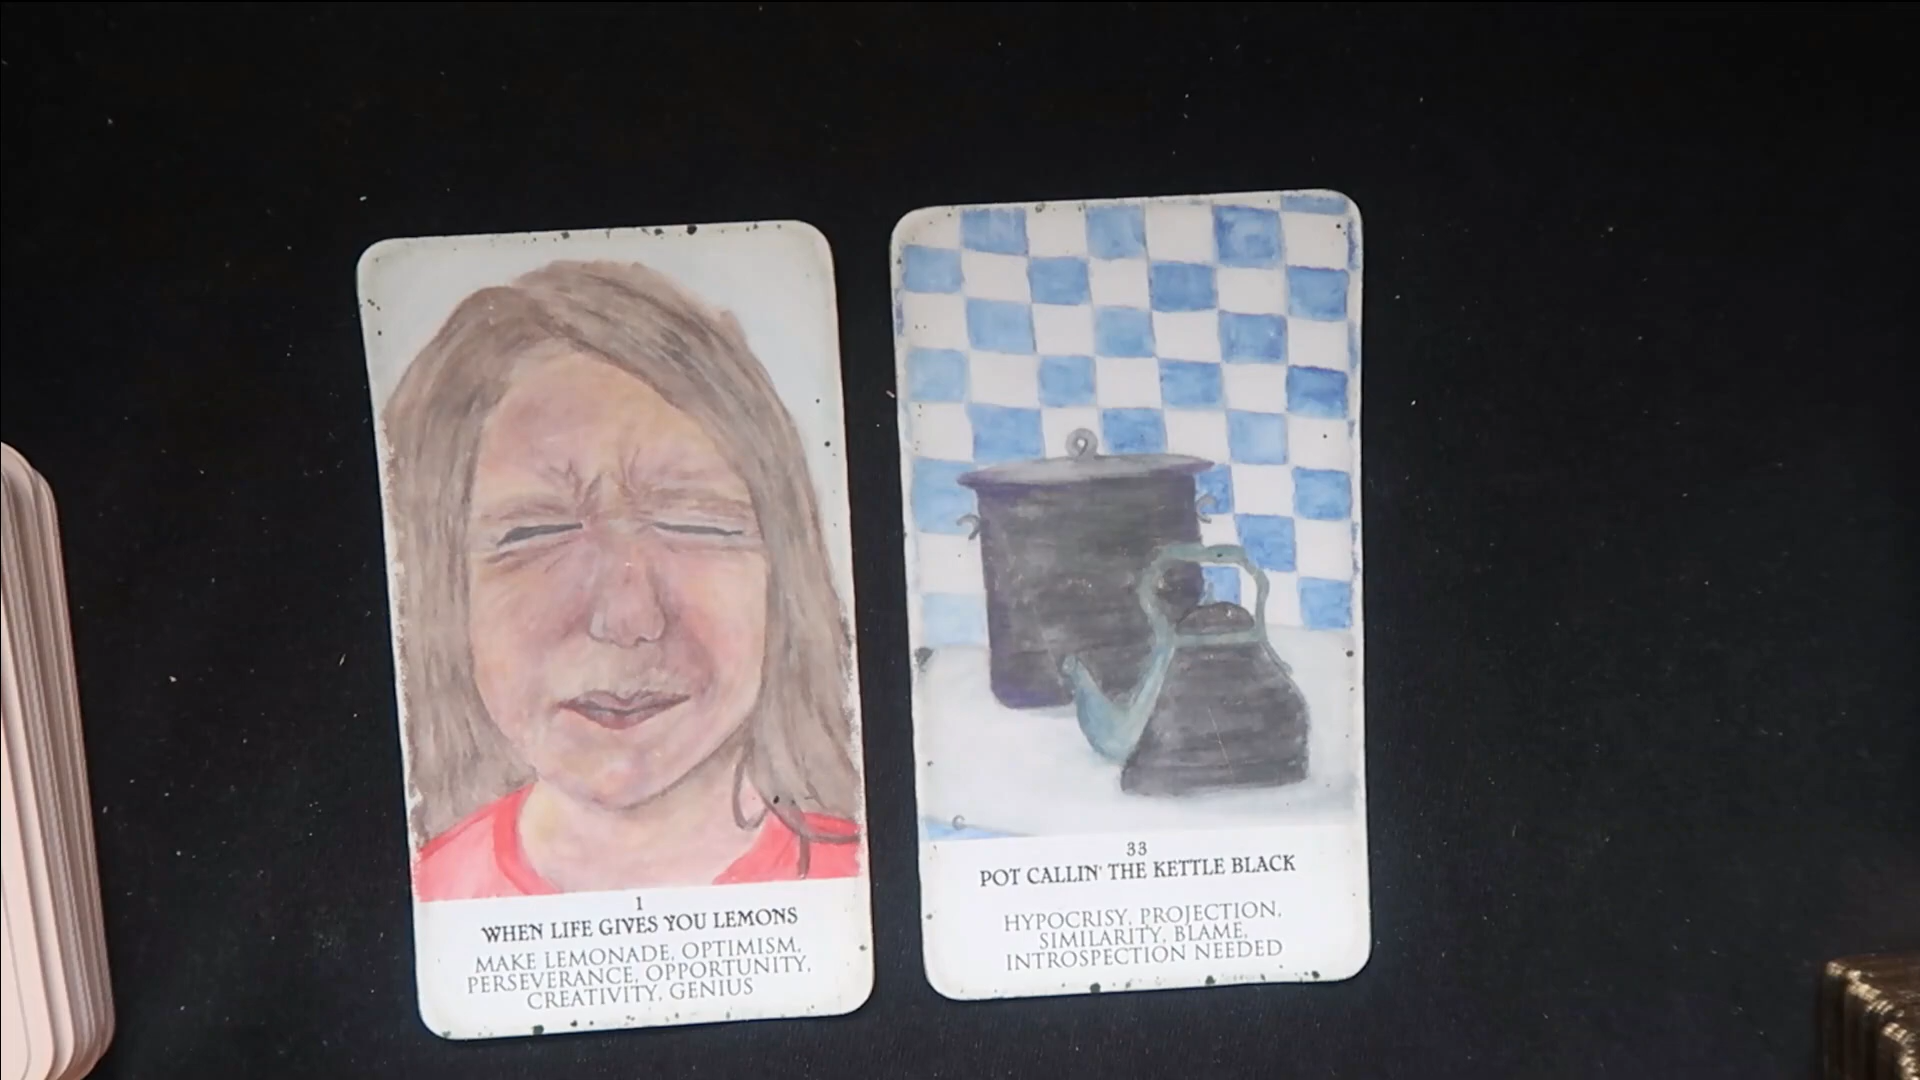 1
WHEN LIFE GIVES YOU LEMONS
MAKE LEMONADE, OPTIMISM,
PERSEVERANCE, OPPORTUNITY,
CREATIVITY, GENIUS
33
POT CALLIN' THE KETTLE BLACK
HYPOCRISY, PROJECTION,
SIMILARITY, BLAME,
INTROSPECTION NEEDED